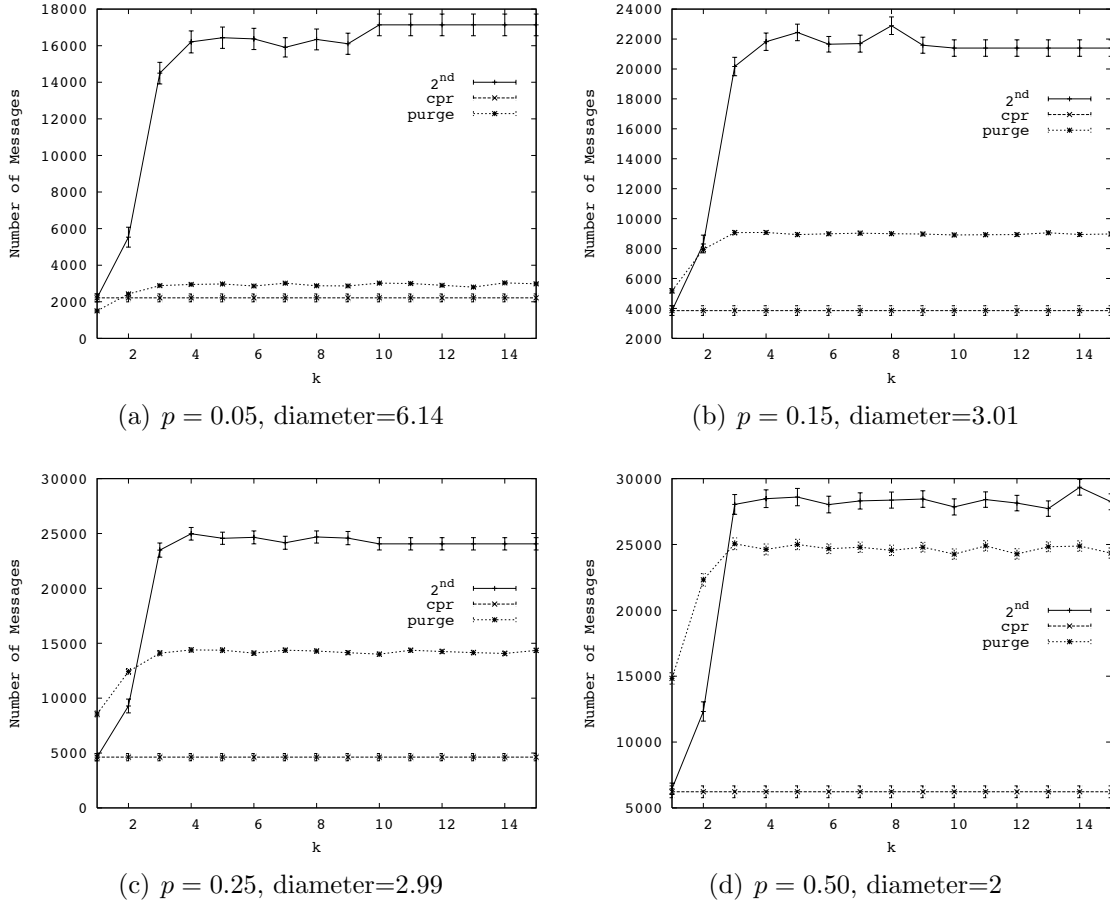 18000
16000
14000
12000
10000
8000
6000
4000
2000
0
Number of Messages
2nd
cpr
purge
2 4 6 8 10 12 14
k
(a) p = 0.05, diameter=6.14
24000
22000
20000
18000
16000
14000
12000
10000
8000
6000
4000
2000
Number of Messages
2nd
cpr
purge
2 4 6 8 10 12 14
k
(b) p = 0.15, diameter=3.01
30000
25000
20000
15000
10000
5000
0
Number of Messages
2nd
cpr
purge
2 4 6 8 10 12 14
k
(c) p = 0.25, diameter=2.99
30000
25000
20000
15000
10000
5000
Number of Messages
2nd
cpr
purge
2 4 6 8 10 12 14
k
(d) p = 0.50, diameter=2